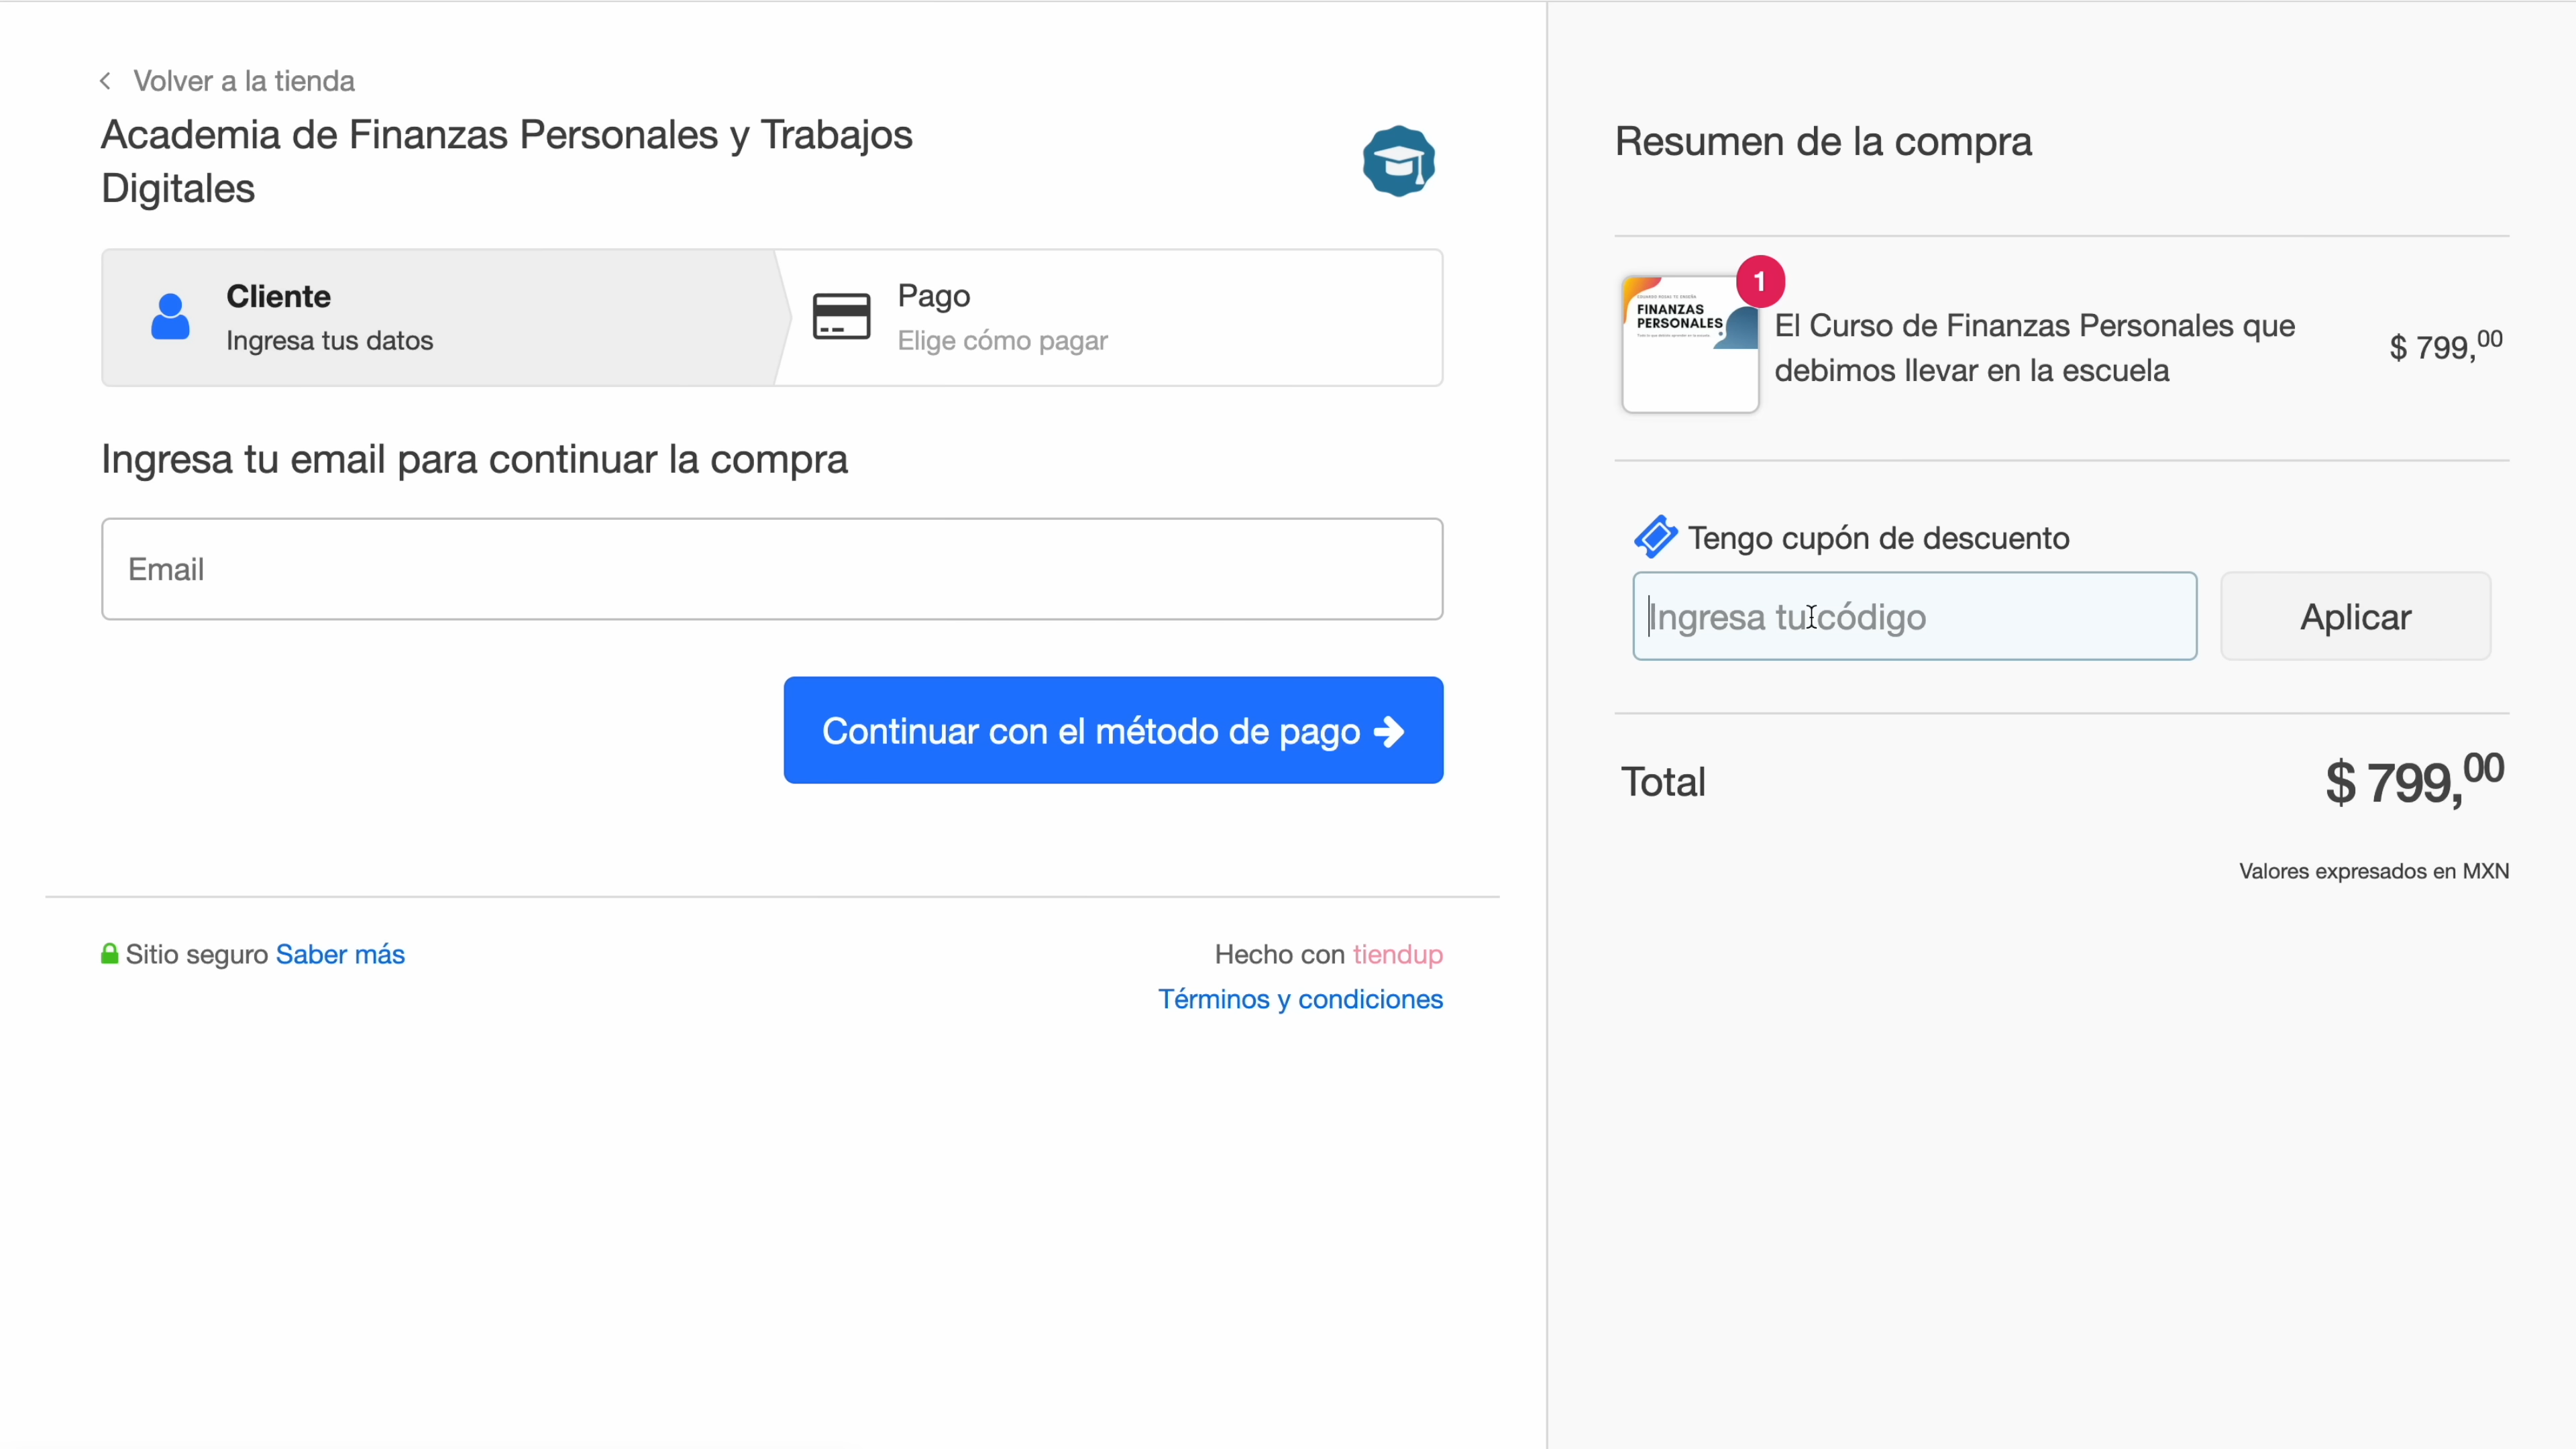 Volver a la tienda
Academia de Finanzas Personales y Trabajos
Digitales
Cliente
Ingresa tus datos
Pago
Elige cómo pagar
Ingresa tu email para continuar la compra
Email
Continuar con el método de pago
Sitio seguro Saber más
Hecho con tiendup
Términos y condiciones
Resumen de la compra
1
FINANZAS
PERSONALES
El Curso de Finanzas Personales que
debimos llevar en la escuela
$ 799,00
Tengo cupón de descuento
Ingresa tu código
Aplicar
Total
$ 799,00
Valores expresados en MXN